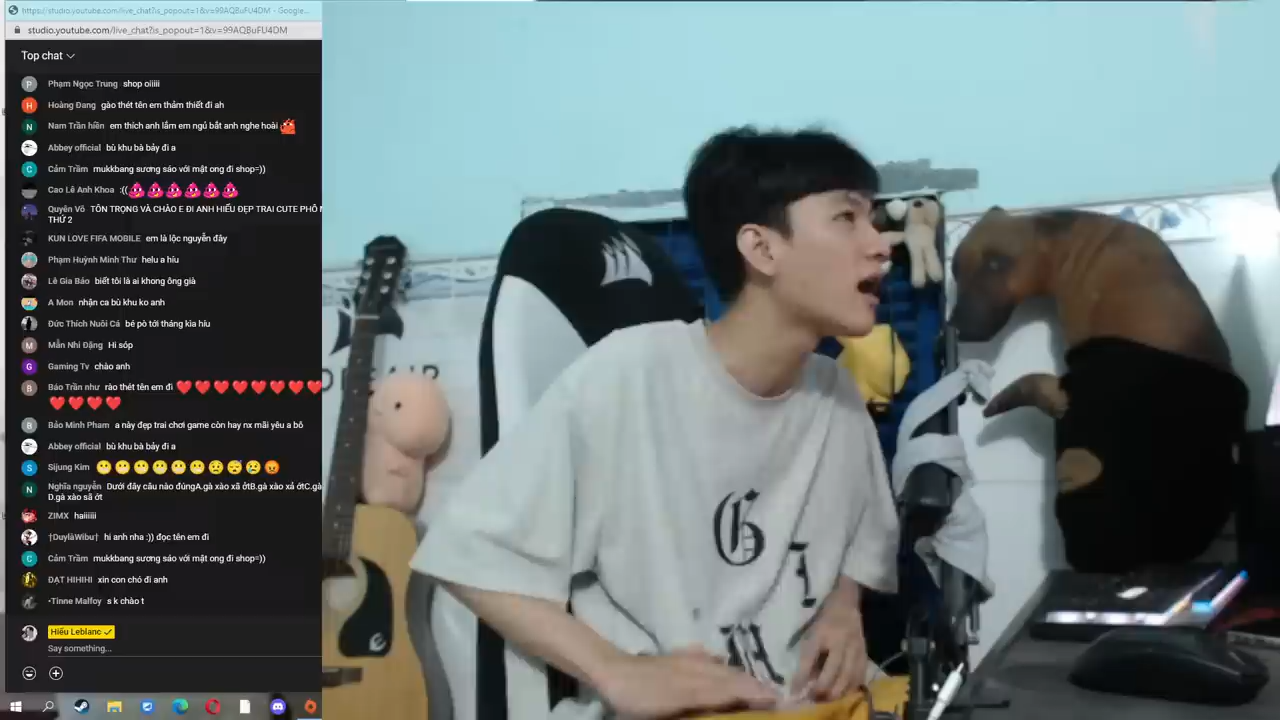 https://studio.youtube.com/live_chat?is_popout=1&v=99AQBuFU4DM - Google...
studio.youtube.com/live_chat?is_popout=1&v=99AQBuFU4DM
Top chat
Phạm Ngọc Trung shop oiiiii
Hoàng Đang gào thét tên em thảm thiết đi ah
Nam Trần hiền em thich anh lắm em ngủ bắt anh nghe hoài
Abbey official bù khu bà bảy đi a
Cẩm Trầm mukkbang sương sáo với mật ong đi shop=))
Cao Lê Anh Khoa :((
Quyên Võ TÔN TRỌNG VÀ CHÀO E ĐI ANH HIẾU ĐẸP TRAI CUTE PHÔ
THỨ 2
KUN LOVE FIFA MOBILE em là lộc nguyễn đây
Phạm Huỳnh Minh Thư helu a híu
Lê Gia Bảo biết tôi là ai không ông già
A Mon nhận ca bù khu ko anh
Đức Thích Nuôi Cá bé pò tới tháng kìa híu
Mẫn Nhi Đặng Hi sóp
Gaming Tv chào anh
Bảo Trần như rào thét tên em đi ❤️❤️❤️❤️❤️❤️❤️❤️
❤️❤️❤️❤️
Bảo Minh Pham a này đẹp trai chơi game còn hay nx mãi yêu a bô
Abbey official bù khu bà bảy đi a
Sijung Kim
Nghĩa nguyễn Dưới đây câu nào đúngA.gà xào xã ớtB.gà xào xả ớtC.gà
D.gà xào sã ớt
ZIMX haiiiiii
†DuylàWibu† hi anh nha :)) đọc tên em đi
Cẩm Trầm mukkbang sương sáo với mật ong đi shop=))
ĐẠT HIHIHI xin con chó đi anh
•Tinne Malfoy s k chào t
Hiếu Leblanc
Say something...